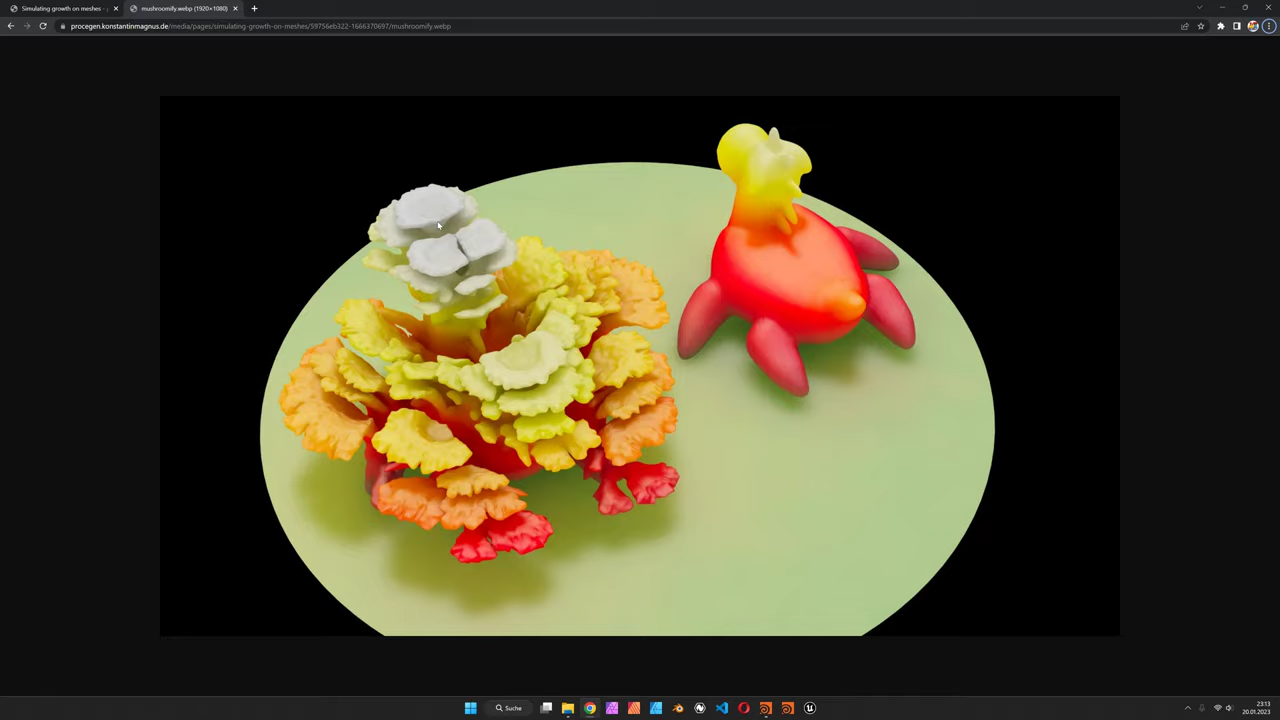 Simulating growth on meshes -
mushroomify.webp (1920×1080)
procegen.konstantinmagnus.de/media/pages/simulating-growth-on-meshes/59756eb322-1666370697/mushroomify.webp
Suche
23:13
20.01.2023